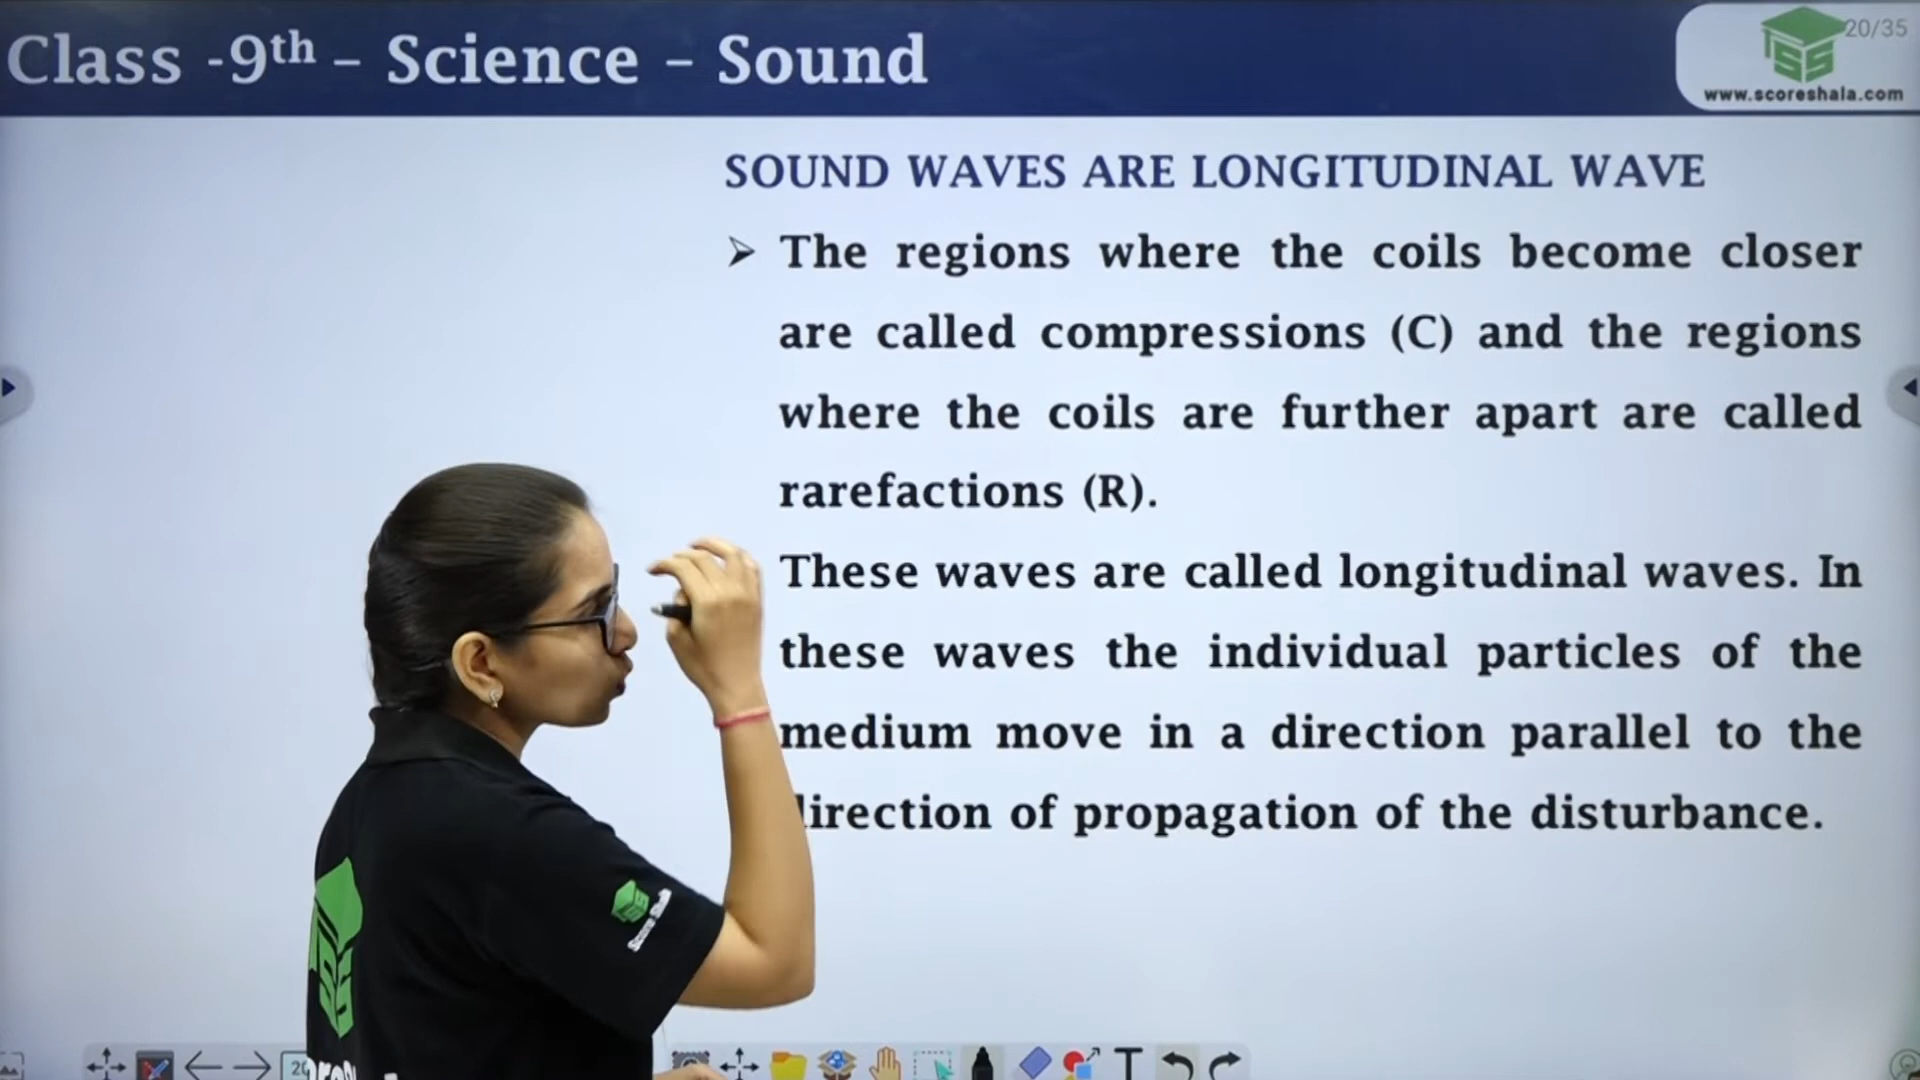 Class -9th – Science – Sound
20/35
www.scoreshala.com
SOUND WAVES ARE LONGITUDINAL WAVE
➢ The regions where the coils become closer
are called compressions (C) and the regions
where the coils are further apart are called
rarefactions (R).
These waves are called longitudinal waves. In
these waves the individual particles of the
medium move in a direction parallel to the
direction of propagation of the disturbance.